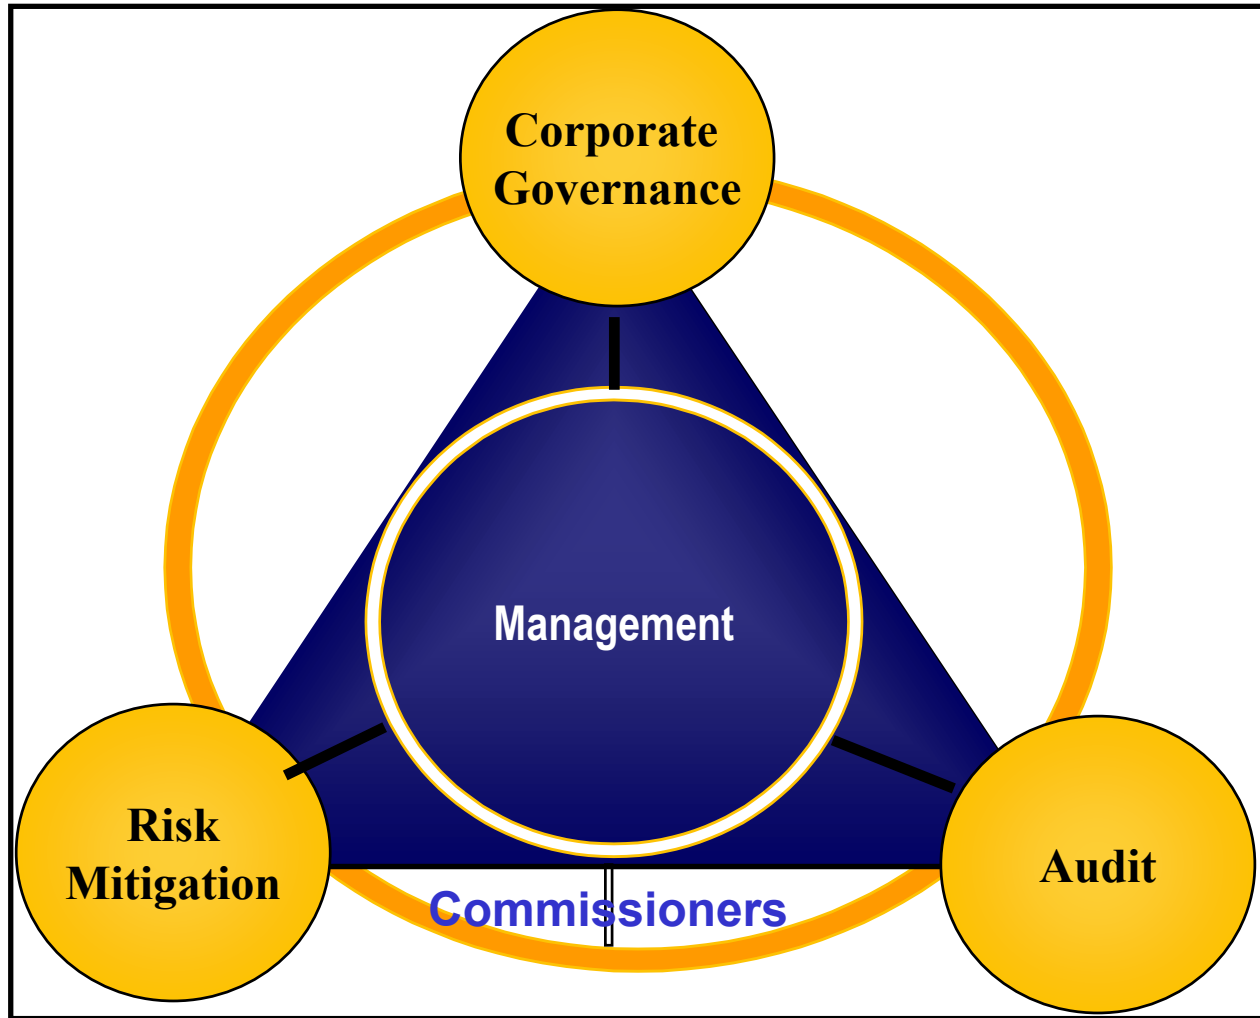 Corporate
Governance
Management
Risk
Mitigation
Audit
Commissioners